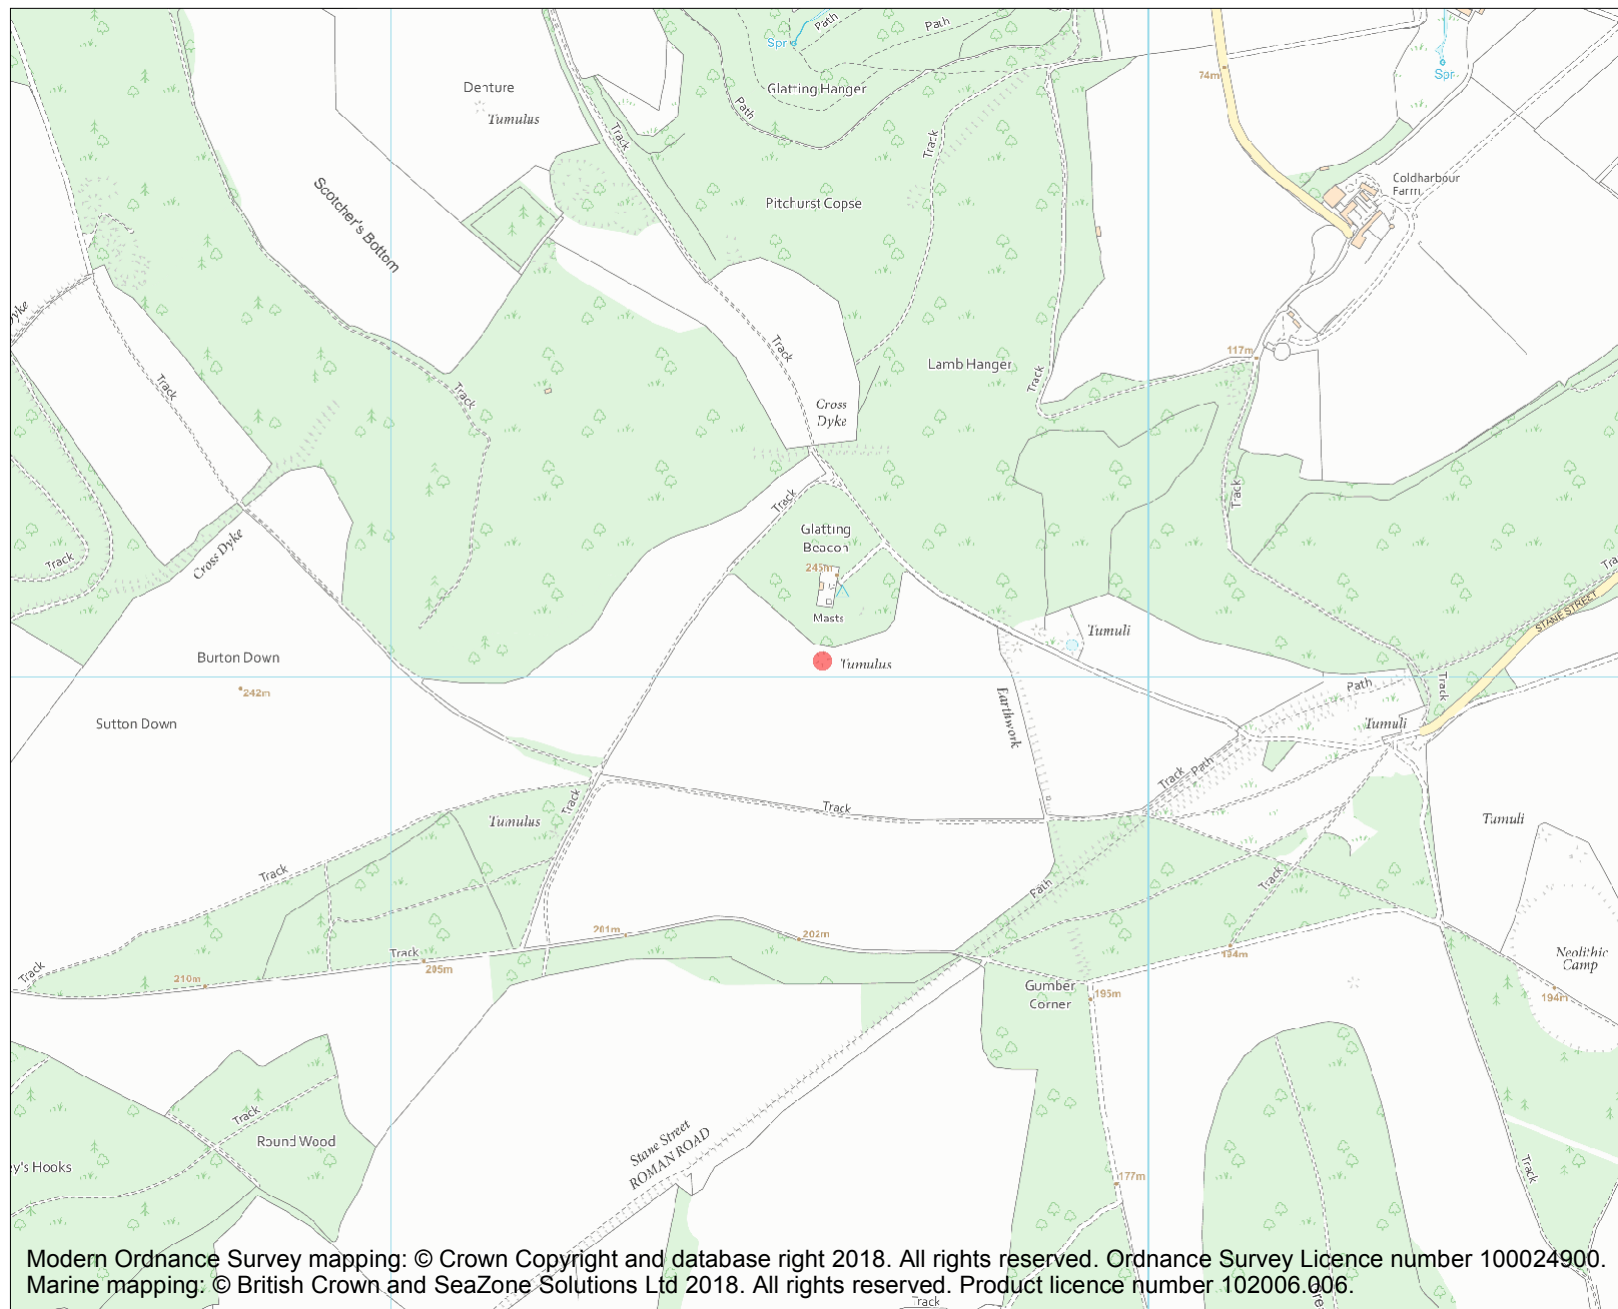 Path
Path
Spr
74m
Spr
Denture
Tumulus
Glatting Hanger
Path
Track
Track
Scotcher's Bottom
Pitchurst Copse
Coldharbour
Farm
Track
Track
117m
Lamb Hanger
Track
Track
Track
Cross
Dyke
Track
Track
Glatting
Beacon
245m
Masts
Track
Cross Dyke
STANE STREET
Tumuli
Tumulus
Burton Down
242m
Sutton Down
Earthwork
Path
Track
Tumuli
Track
Path
Track
Track
Tumulus
Tumuli
Track
Path
Track
201m
202m
Track
205m
210m
Track
194m
Neolithic
Camp
194m
Gumber
Corner
195m
Track
Round Wood
ey's Hooks
Stane Street
ROMAN ROAD
177m
Track
Modern Ordnance Survey mapping: © Crown Copyright and database right 2018. All rights reserved. Ordnance Survey Licence number 100024900.
Marine mapping: © British Crown and SeaZone Solutions Ltd 2018. All rights reserved. Product licence number 102006.006.
Track